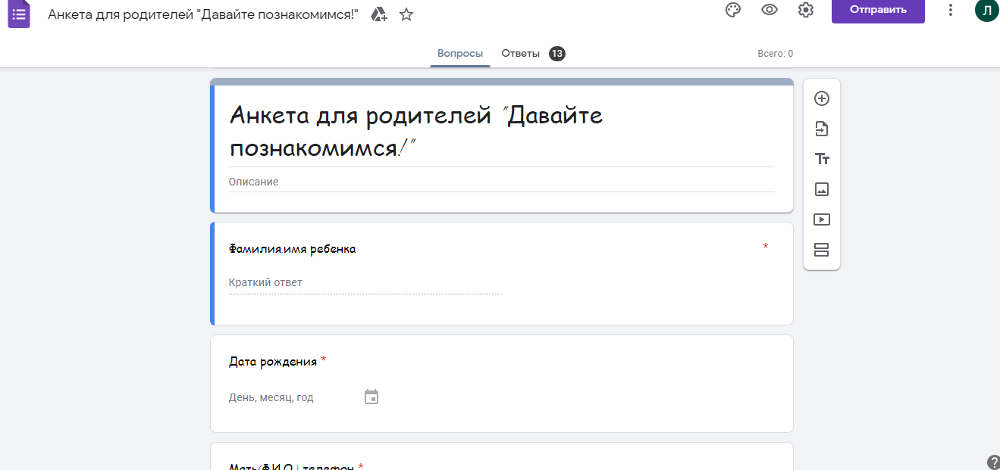 Анкета для родителей "Давайте познакомимся!"
Отправить
Л
Вопросы
Ответы 13
Всего: 0
Анкета для родителей "Давайте
познакомимся!"
Описание
Фамилия.имя ребенка *
Краткий ответ
Дата рождения *
День, месяц, год
Мать(Ф.И.О.) телефон *